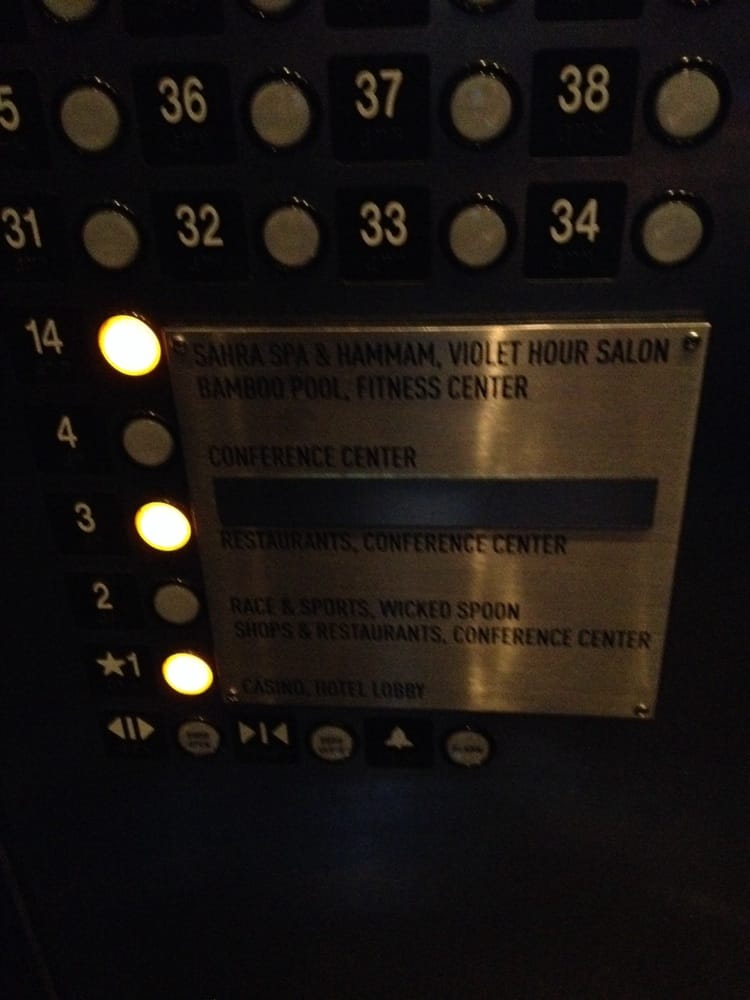 36 37 38
31 32 33 34
14 SAHRA SPA & HAMMAM, VIOLET HOUR SALON
BAMBOO POOL, FITNESS CENTER
4 CONFERENCE CENTER
3 RESTAURANTS, CONFERENCE CENTER
2 RACE & SPORTS, WICKED SPOON
SHOPS & RESTAURANTS, CONFERENCE CENTER
★1 CASINO, HOTEL LOBBY